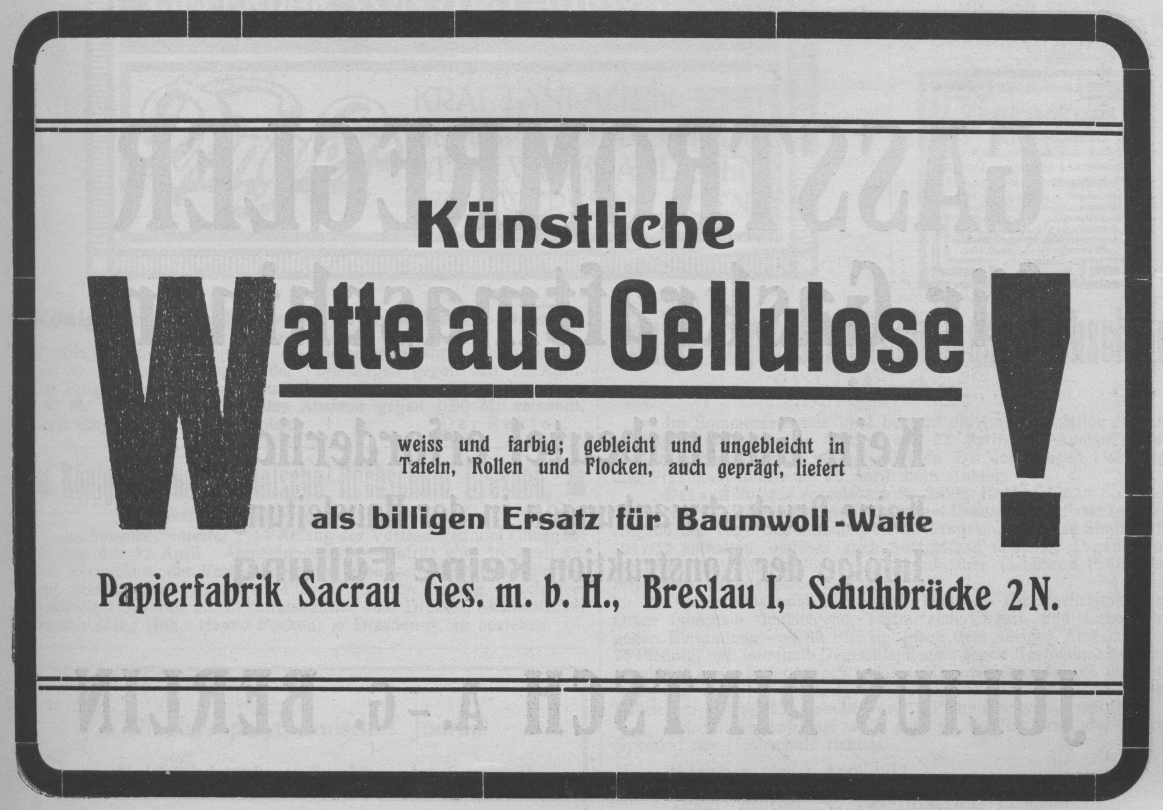 Künstliche
Watte aus Cellulose!
weiss und farbig; gebleicht und ungebleicht in
Tafeln, Rollen und Flocken, auch geprägt, liefert
als billigen Ersatz für Baumwoll-Watte
Papierfabrik Sacrau Ges. m. b. H., Breslau I, Schuhbrücke 2 N.